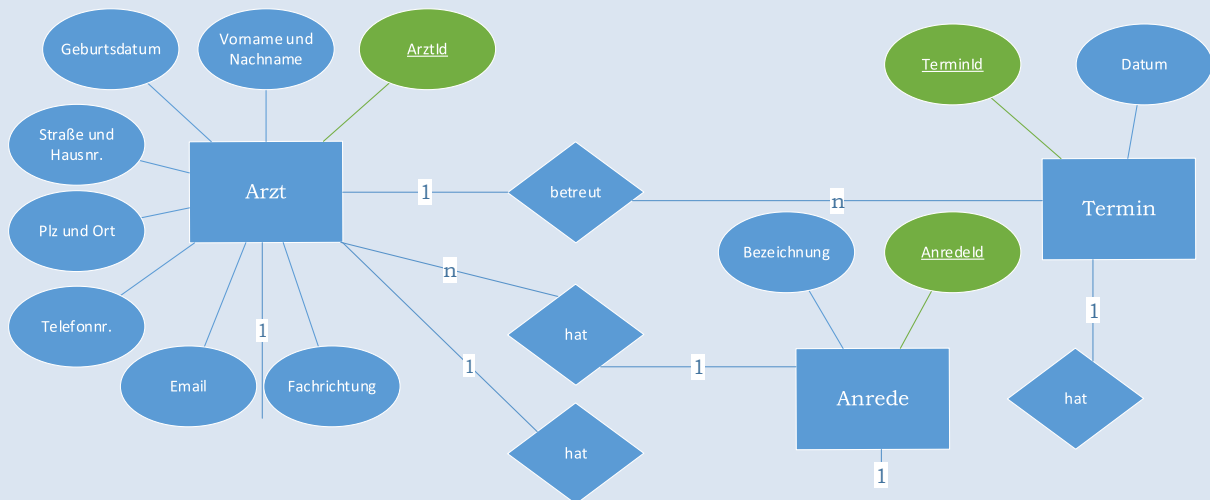 Geburtsdatum
Vorname und
Nachname
ArztId
TerminId
Datum
Straße und
Hausnr.
Arzt
1
betreut
n
Termin
Plz und Ort
Bezeichnung
AnredeId
n
Telefonnr.
1
hat
1
1
1
Email
Fachrichtung
Anrede
hat
hat
1